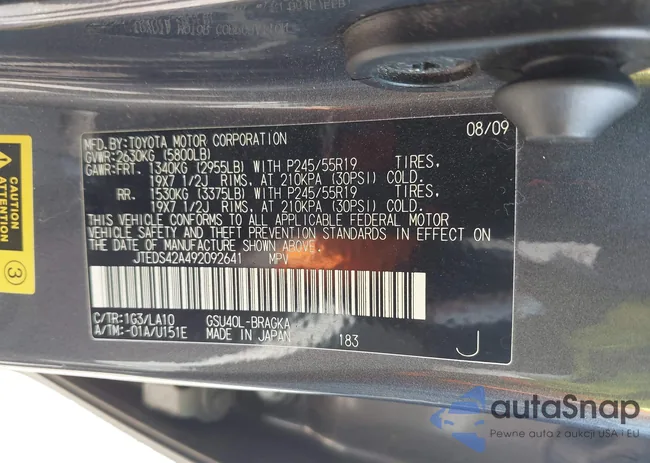 08/09
MFD.BY:TOYOTA MOTOR CORPORATION
GVWR:2630KG (5800LB)
GAWR:FRT. 1340KG (2955LB) WITH P245/55R19 TIRES,
19X7 1/2J RIMS, AT 210KPA (30PSI) COLD.
RR. 1530KG (3375LB) WITH P245/55R19 TIRES,
19X7 1/2J RIMS, AT 210KPA (30PSI) COLD.
THIS VEHICLE CONFORMS TO ALL APPLICABLE FEDERAL MOTOR
VEHICLE SAFETY AND THEFT PREVENTION STANDARDS IN EFFECT ON
THE DATE OF MANUFACTURE SHOWN ABOVE.
JTEDS42A492092641 MPV
C/TR:1G3/LA10 GSU40L-BRAGKA
A/TM:-01A/U151E MADE IN JAPAN 183 J
CAUTION
ATTENTION
3
autaSnap
Pewne auta z aukcji USA i EU